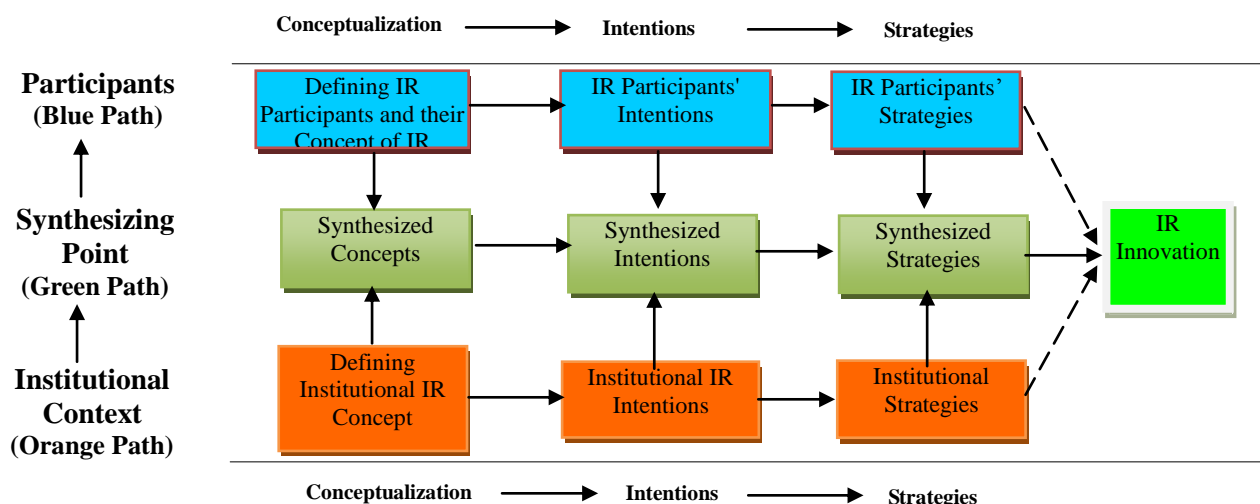 Conceptualization
Intentions
Strategies
Participants
(Blue Path)
Defining IR
Participants and their
Concept of IR
IR Participants'
Intentions
IR Participants’
Strategies
Synthesizing
Point
(Green Path)
Synthesized
Concepts
Synthesized
Intentions
Synthesized
Strategies
IR
Innovation
Institutional
Context
(Orange Path)
Defining
Institutional IR
Concept
Institutional IR
Intentions
Institutional
Strategies
Conceptualization
Intentions
Strategies